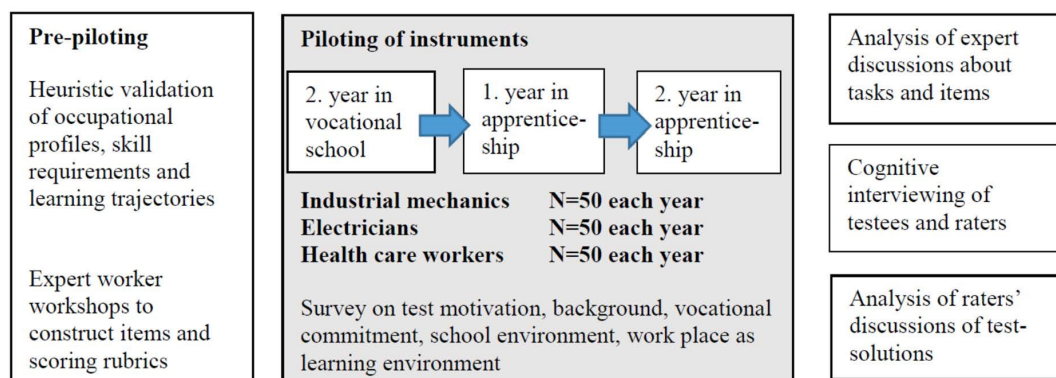 Pre-piloting
Heuristic validation
of occupational
profiles, skill
requirements and
learning trajectories
Expert worker
workshops to
construct items and
scoring rubrics
Piloting of instruments
2. year in
vocational
school
1. year in
apprentice-
ship
2. year in
apprentice-
ship
Industrial mechanics N=50 each year
Electricians N=50 each year
Health care workers N=50 each year
Survey on test motivation, background, vocational
commitment, school environment, work place as
learning environment
Analysis of expert
discussions about
tasks and items
Cognitive
interviewing of
testees and raters
Analysis of raters’
discussions of test-
solutions